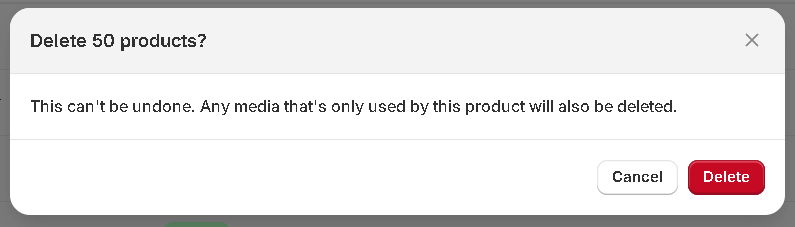 Delete 50 products?
This can't be undone. Any media that's only used by this product will also be deleted.
Cancel
Delete